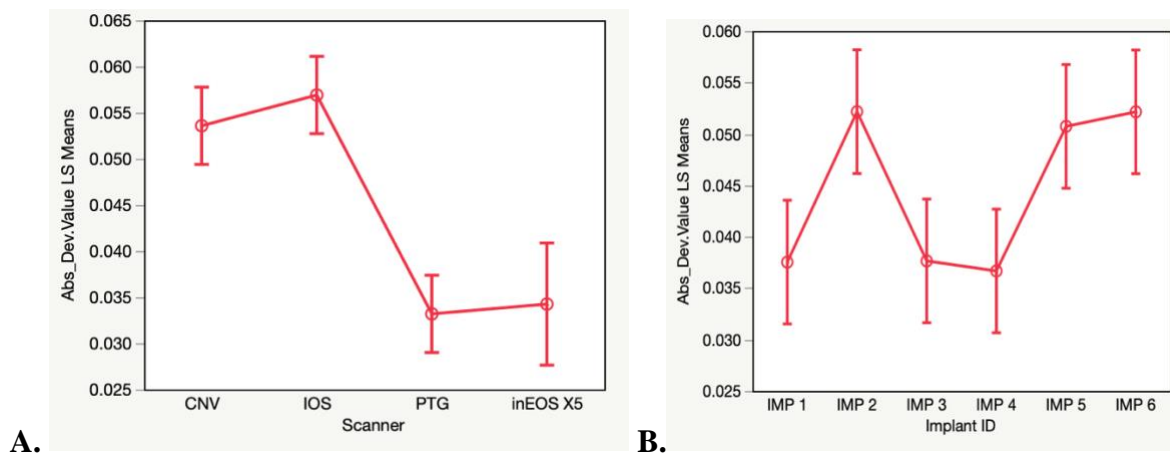 0.065
0.060
0.055
0.050
0.045
0.040
0.035
0.030
0.025
Abs_Dev.Value LS Means
CNV IOS PTG inEOS X5
Scanner
A.
0.060
0.055
0.050
0.045
0.040
0.035
0.030
0.025
Abs_Dev.Value LS Means
IMP 1 IMP 2 IMP 3 IMP 4 IMP 5 IMP 6
Implant ID
B.